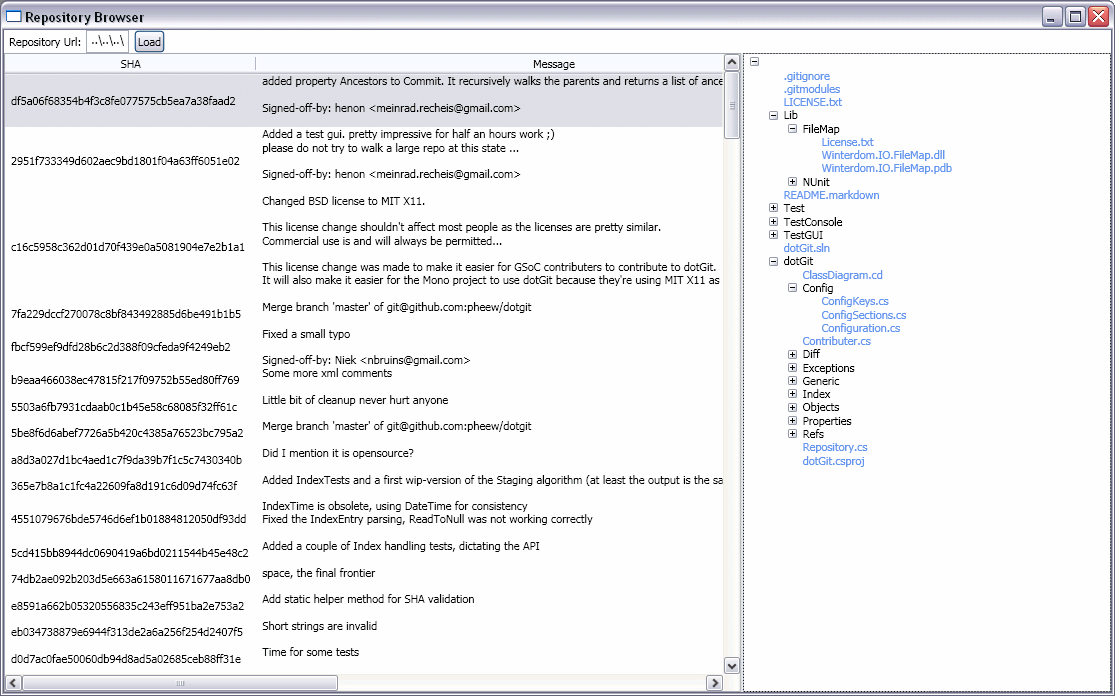 Repository Browser
Repository Url: ..\..\..\ Load
SHA Message
added property Ancestors to Commit. It recursively walks the parents and returns a list of ance
df5a06f68354b4f3c8fe077575cb5ea7a38faad2
Signed-off-by: henon <meinrad.recheis@gmail.com>
Added a test gui. pretty impressive for half an hours work ;)
please do not try to walk a large repo at this state ...
2951f733349d602aec9bd1801f04a63ff6051e02
Signed-off-by: henon <meinrad.recheis@gmail.com>
Changed BSD license to MIT X11.
This license change shouldn't affect most people as the licenses are pretty similar.
Commercial use is and will always be permitted...
c16c5958c362d01d70f439e0a5081904e7e2b1a1
This license change was made to make it easier for GSoC contributers to contribute to dotGit.
It will also make it easier for the Mono project to use dotGit because they're using MIT X11 as
Merge branch 'master' of git@github.com:pheew/dotgit
7fa229dccf270078c8bf843492885d6be491b1b5
Fixed a small typo
fbcf599ef9dfd28b6c2d388f09cfeda9f4249eb2
Signed-off-by: Niek <nbruins@gmail.com>
Some more xml comments
b9eaa466038ec47815f217f09752b55ed80ff769
Little bit of cleanup never hurt anyone
5503a6fb7931cdaab0c1b45e58c68085f32ff61c
Merge branch 'master' of git@github.com:pheew/dotgit
5be8f6d6abef7726a5b420c4385a76523bc795a2
Did I mention it is opensource?
a8d3a027d1bc4aed1c7f9da39b7f1c5c7430340b
Added IndexTests and a first wip-version of the Staging algorithm (at least the output is the sa
365e7b8a1c1fc4a22609fa8d191c6d09d74fc63f
IndexTime is obsolete, using DateTime for consistency
Fixed the IndexEntry parsing, ReadToNull was not working correctly
4551079676bde5746d6ef1b01884812050df93dd
Added a couple of Index handling tests, dictating the API
5cd415bb8944dc0690419a6bd0211544b45e48c2
space, the final frontier
74db2ae092b203d5e663a6158011671677aa8db0
Add static helper method for SHA validation
e8591a662b05320556835c243eff951ba2e753a2
Short strings are invalid
eb034738879e6944f313de2a6a256f254d2407f5
Time for some tests
d0d7ac0fae50060db94d8ad5a02685ceb88ff31e
.gitignore
.gitmodules
LICENSE.txt
Lib
FileMap
License.txt
Winterdom.IO.FileMap.dll
Winterdom.IO.FileMap.pdb
NUnit
README.markdown
Test
TestConsole
TestGUI
dotGit.sln
dotGit
ClassDiagram.cd
Config
ConfigKeys.cs
ConfigSections.cs
Configuration.cs
Contributer.cs
Diff
Exceptions
Generic
Index
Objects
Properties
Refs
Repository.cs
dotGit.csproj